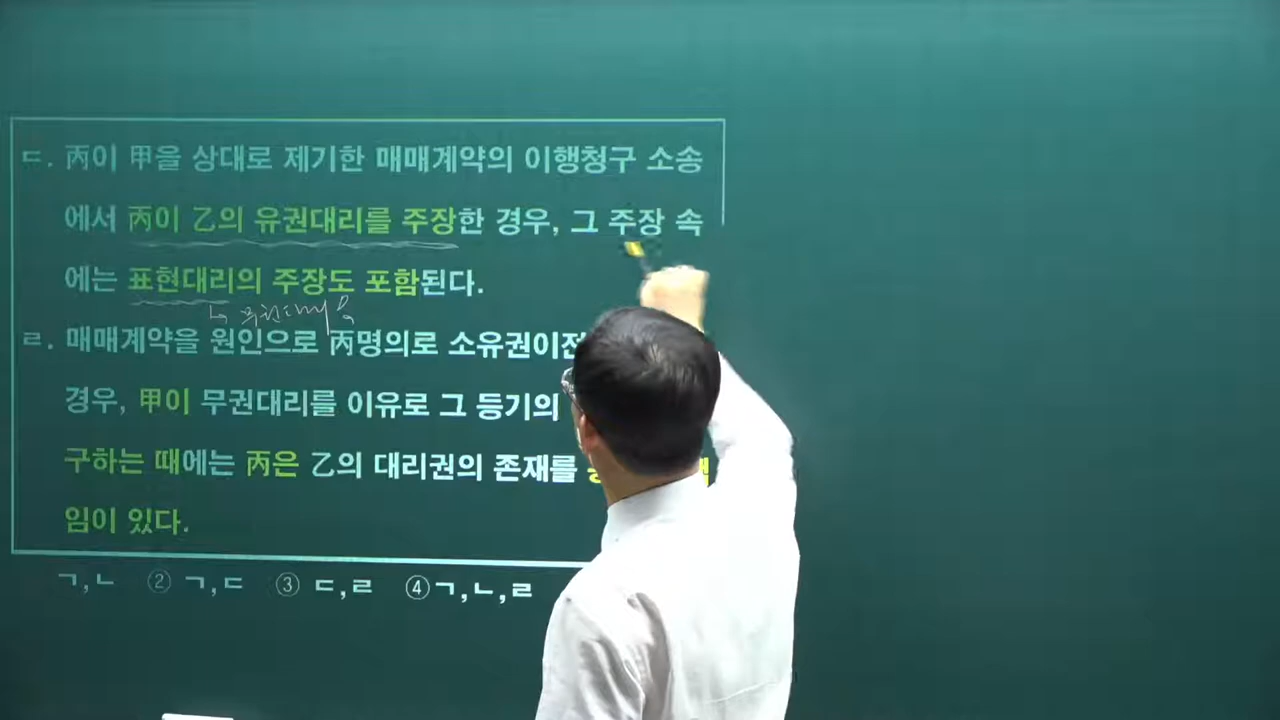 ㄷ. 丙이 甲을 상대로 제기한 매매계약의 이행청구 소송
에서 丙이 乙의 유권대리를 주장한 경우, 그 주장 속
에는 표현대리의 주장도 포함된다.
ㄹ. 매매계약을 원인으로 丙명의로 소유권이전
경우, 甲이 무권대리를 이유로 그 등기의
구하는 때에는 丙은 乙의 대리권의 존재를
임이 있다.
ㄱ,ㄴ ② ㄱ,ㄷ ③ ㄷ,ㄹ ④ㄱ,ㄴ,ㄹ